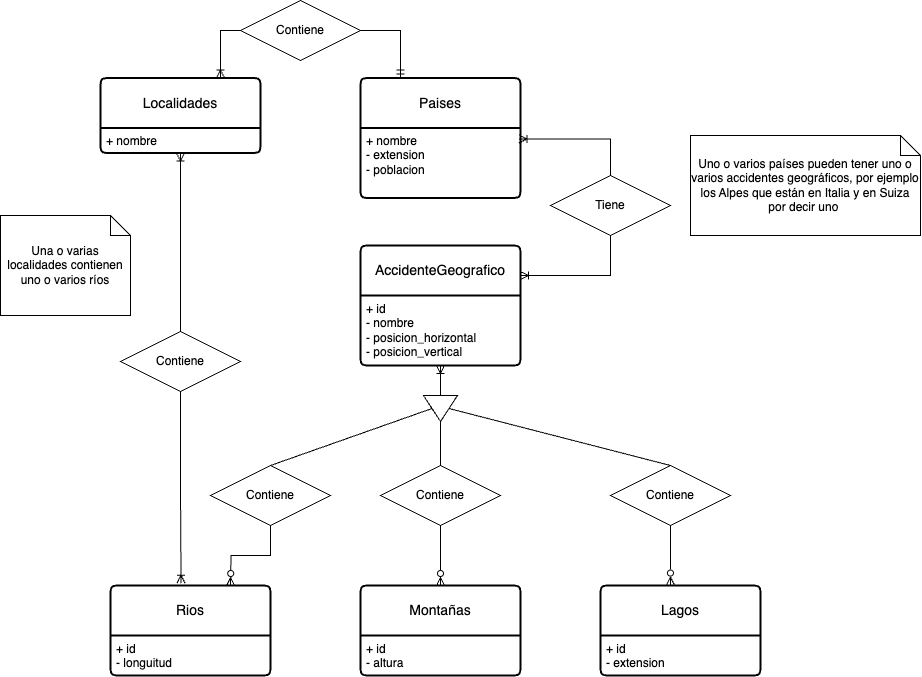 Contiene
Localidades
+ nombre
Paises
+ nombre
- extension
- poblacion
Uno o varios países pueden tener uno o
varios accidentes geográficos, por ejemplo
los Alpes que están en Italia y en Suiza
por decir uno
Tiene
Una o varias
localidades contienen
uno o varios ríos
AccidenteGeografico
+ id
- nombre
- posicion_horizontal
- posicion_vertical
Contiene
Contiene
Contiene
Contiene
Rios
+ id
- longuitud
Montañas
+ id
- altura
Lagos
+ id
- extension